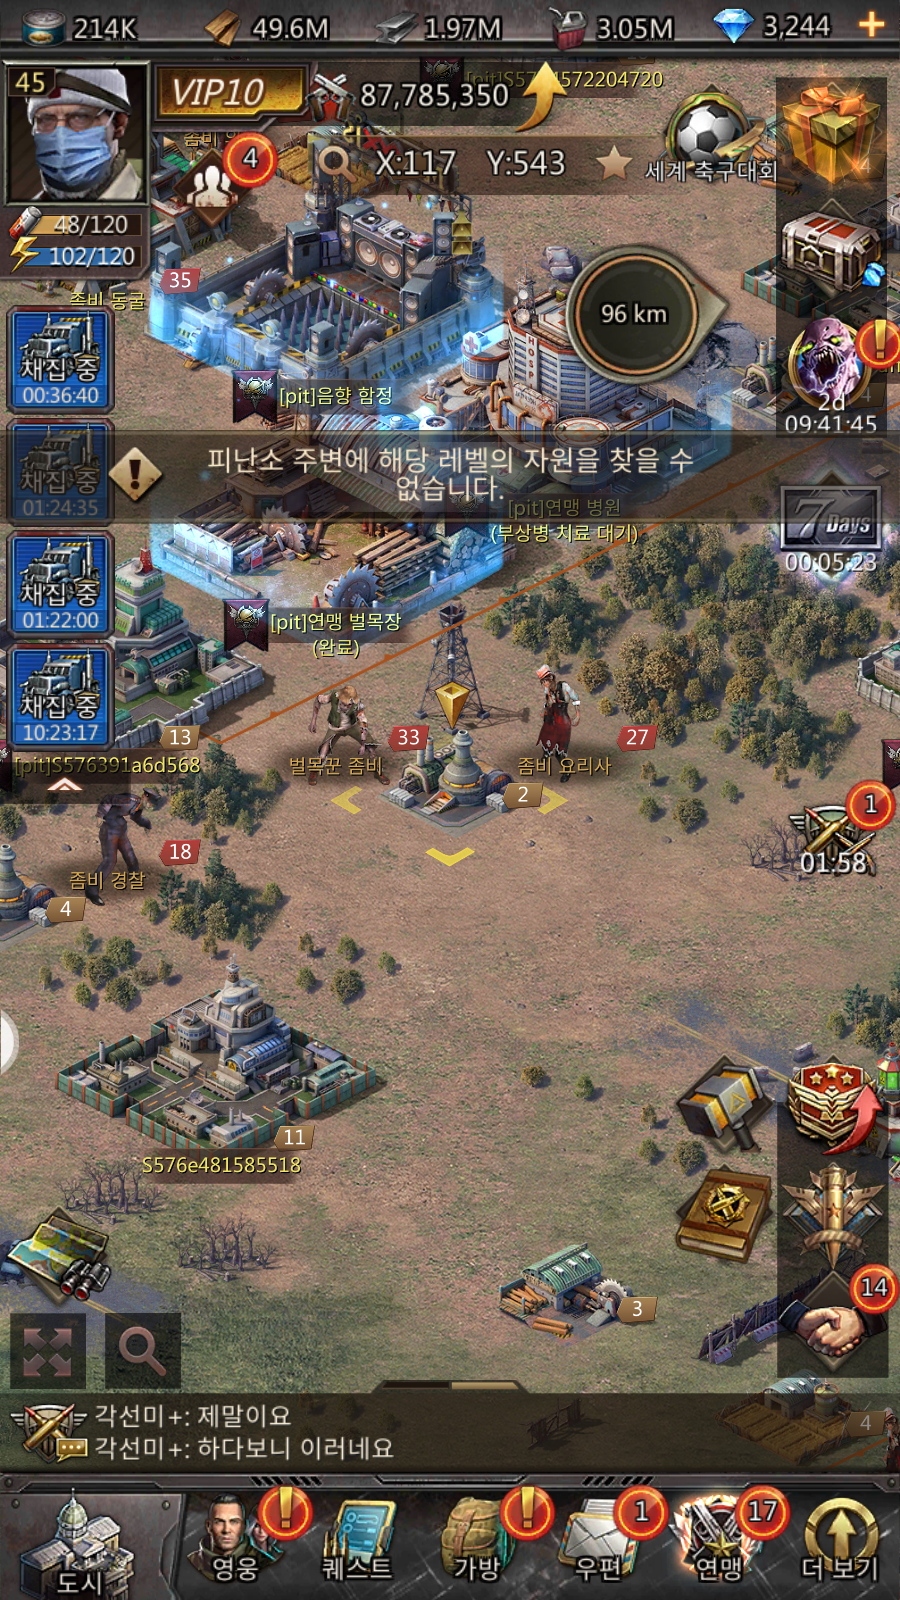 214K 49.6M 1.97M 3.05M 3,244
45 VIP10 87,785,350
[pit]S57 1572204720
4 X:117 Y:543
세계 축구대회
4
48/120
102/120
35
좀비 동굴
96 km
채집 중
00:36:40
[pit]음향 함정
2d
09:41:45
4
피난소 주변에 해당 레벨의 자원을 찾을 수
없습니다.
채집 중
01:24:35
[pit]연맹 병원
(부상병 치료 대기)
7 Days
00:05:23
HOSP
채집 중
01:22:00
[pit]연맹 벌목장
(완료)
채집 중
10:23:17
13
[pit]S576391a6d568
벌목꾼 좀비
33
좀비 요리사
27
2
1
01:58
18
좀비 경찰
4
11
S576e481585518
3
14
각선미+: 제말이요
각선미+: 하다보니 이러네요
4
도시
영웅
퀘스트
가방
1
우편
17
연맹
더 보기